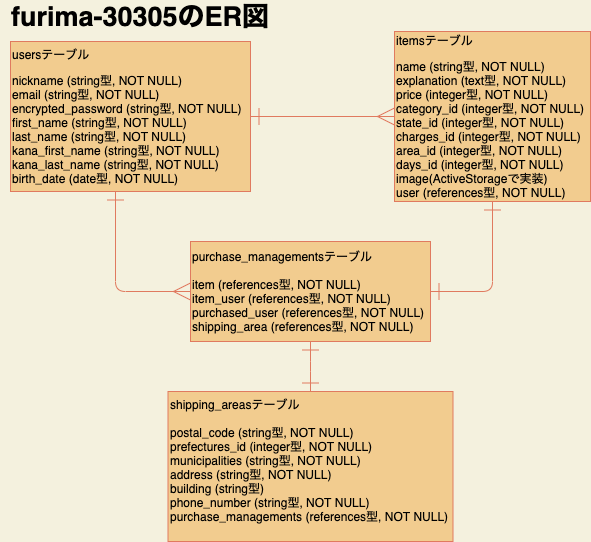 furima-30305のER図
usersテーブル
nickname (string型, NOT NULL)
email (string型, NOT NULL)
encrypted_password (string型, NOT NULL)
first_name (string型, NOT NULL)
last_name (string型, NOT NULL)
kana_first_name (string型, NOT NULL)
kana_last_name (string型, NOT NULL)
birth_date (date型, NOT NULL)
itemsテーブル
name (string型, NOT NULL)
explanation (text型, NOT NULL)
price (integer型, NOT NULL)
category_id (integer型, NOT NULL)
state_id (integer型, NOT NULL)
charges_id (integer型, NOT NULL)
area_id (integer型, NOT NULL)
days_id (integer型, NOT NULL)
image(ActiveStorageで実装)
user (references型, NOT NULL)
purchase_managementsテーブル
item (references型, NOT NULL)
item_user (references型, NOT NULL)
purchased_user (references型, NOT NULL)
shipping_area (references型, NOT NULL)
shipping_areasテーブル
postal_code (string型, NOT NULL)
prefectures_id (integer型, NOT NULL)
municipalities (string型, NOT NULL)
address (string型, NOT NULL)
building (string型)
phone_number (string型, NOT NULL)
purchase_managements (references型, NOT NULL)